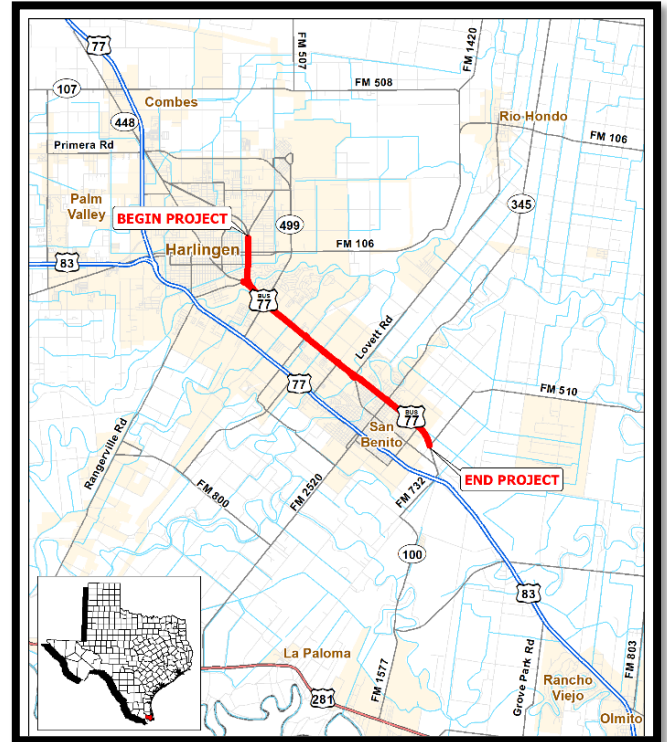 77
FM 507
FM 1420
107
FM 508
Combes
448
Rio Hondo
FM 106
Primera Rd
Palm
Valley
345
BEGIN PROJECT
499
Harlingen
FM 106
83
BUS
77
Lovett Rd
77
FM 510
BUS
77
San
Benito
Rangerville Rd
END PROJECT
FM 800
FM 2520
FM 732
100
83
La Paloma
FM 1577
Grove Park Rd
FM 803
Rancho
Viejo
281
Olmito